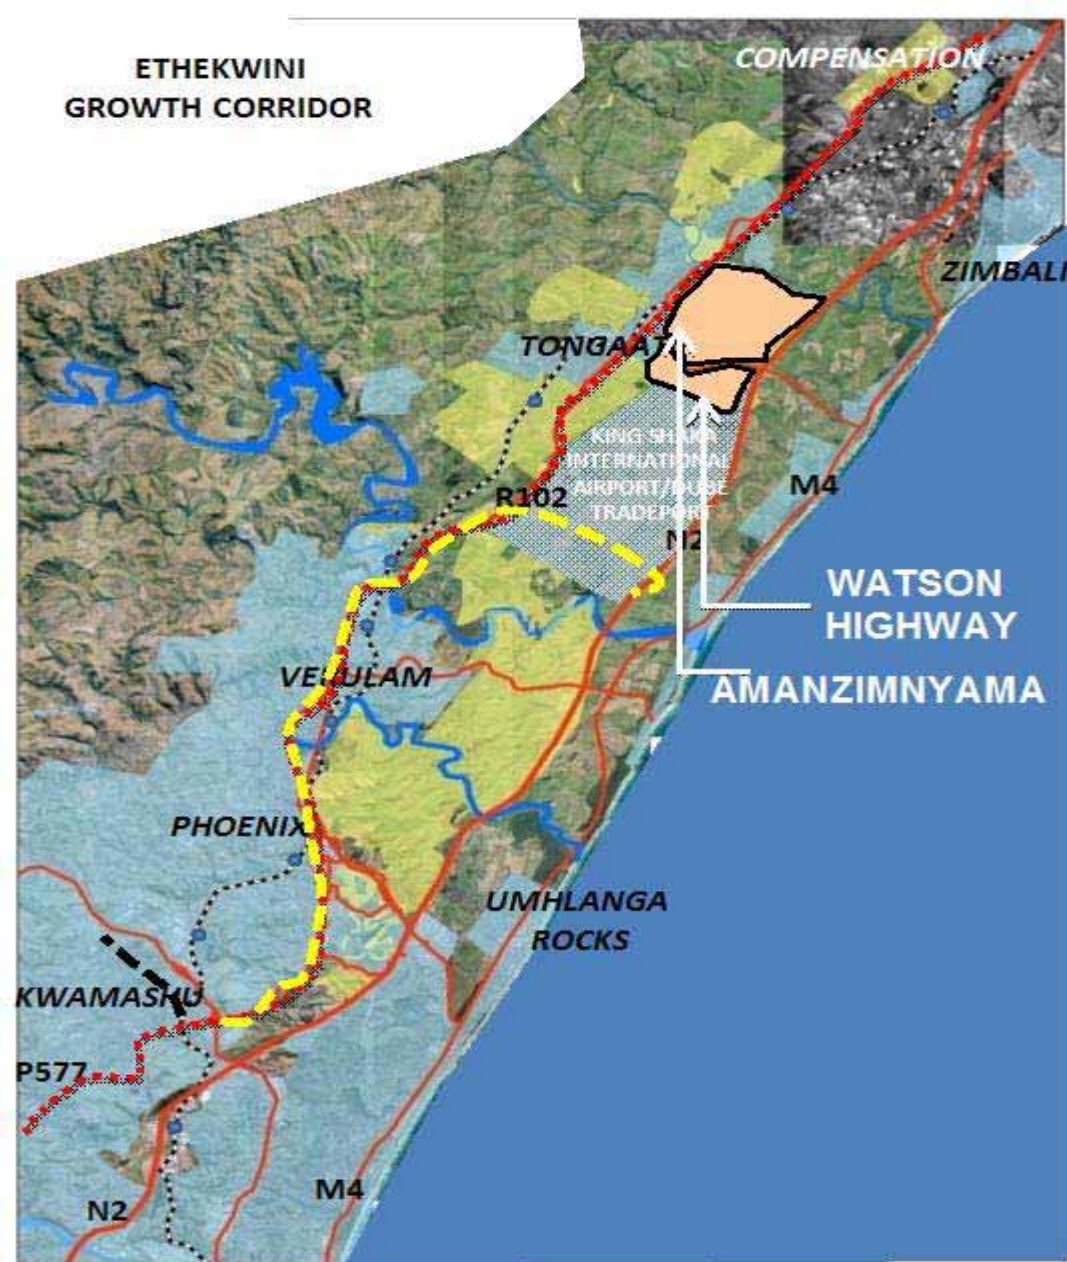 ETHEKWINI
GROWTH CORRIDOR
COMPENSATION
ZIMBALI
TONGAAT
KING SHAKA
INTERNATIONAL
AIRPORT/DUBE
TRADEPORT
R102
M4
N2
WATSON
HIGHWAY
VERULAM
AMANZIMNYAMA
PHOENIX
UMHLANGA
ROCKS
KWAMASHU
P577
M4
N2